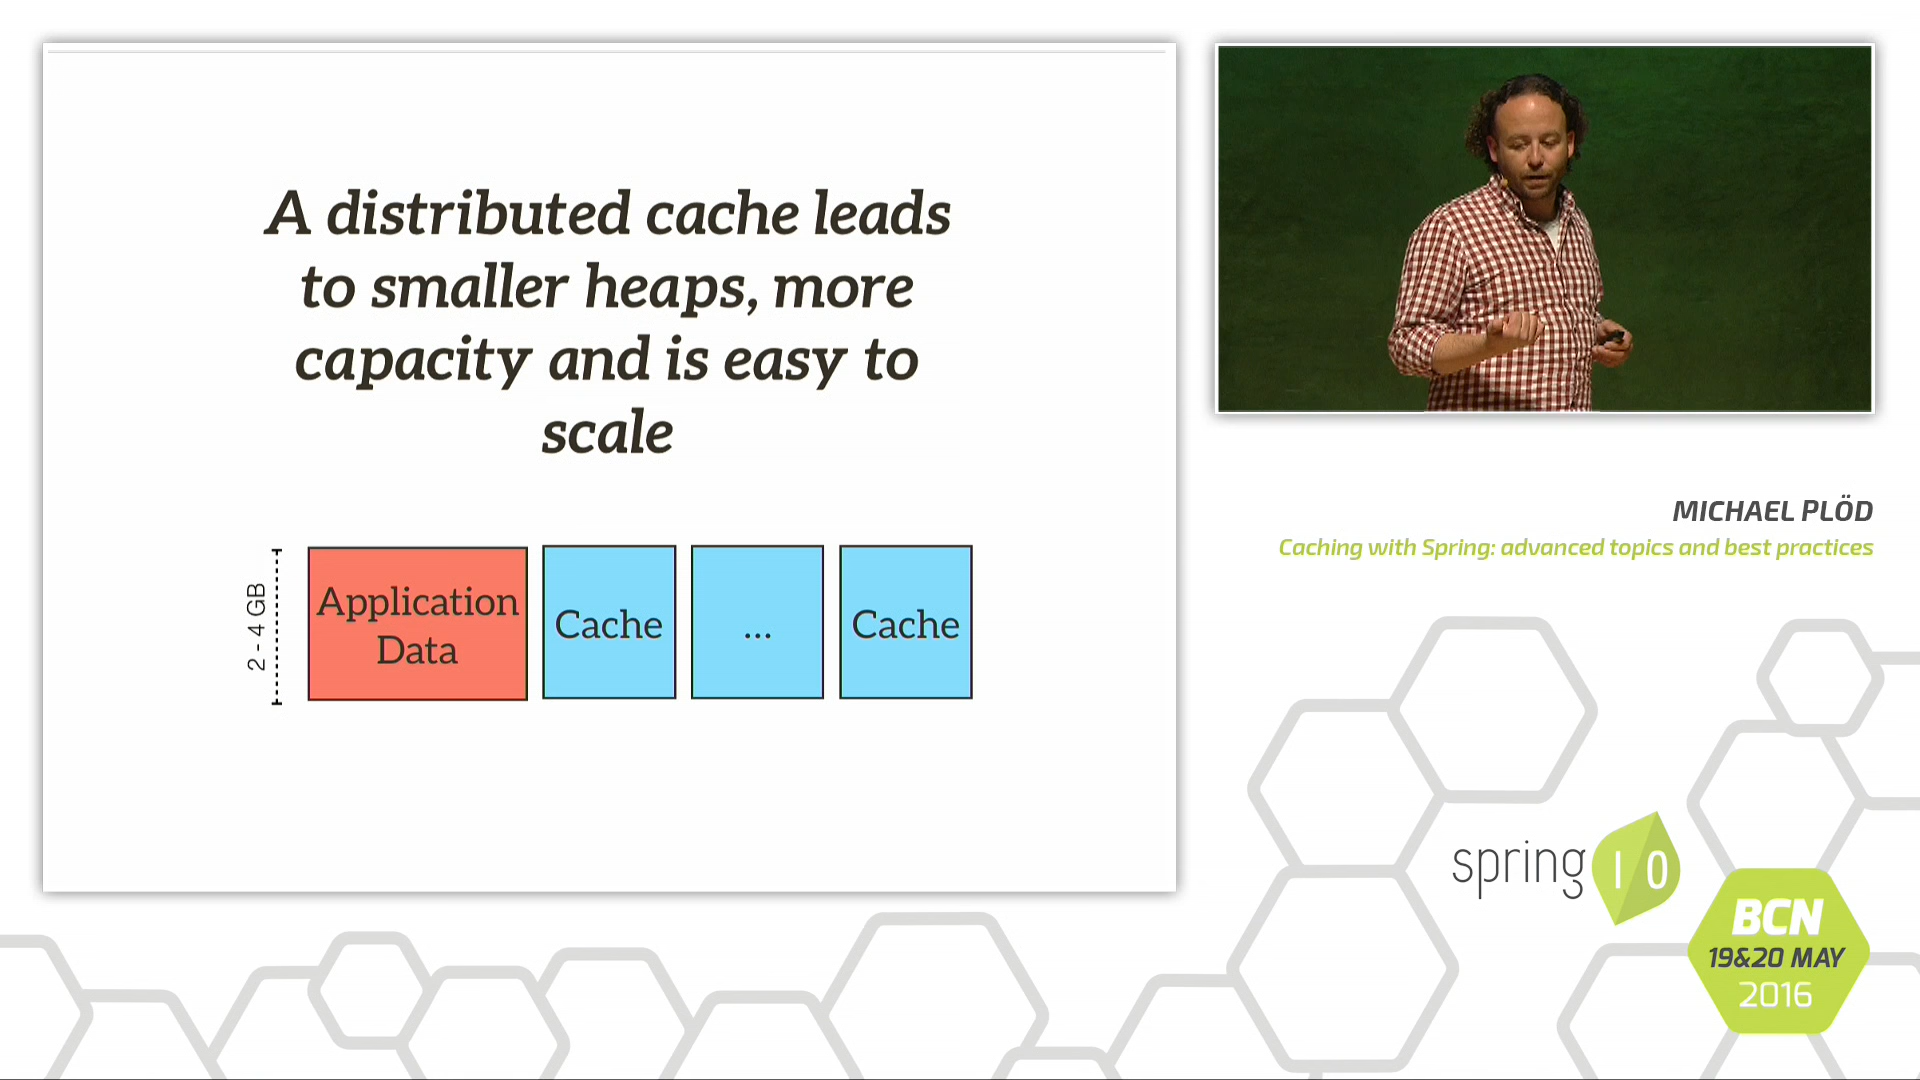 A distributed cache leads
to smaller heaps, more
capacity and is easy to
scale
2 - 4 GB
Application
Data
Cache
...
Cache
MICHAEL PLÖD
Caching with Spring: advanced topics and best practices
spring I O
BCN
19&20 MAY
2016